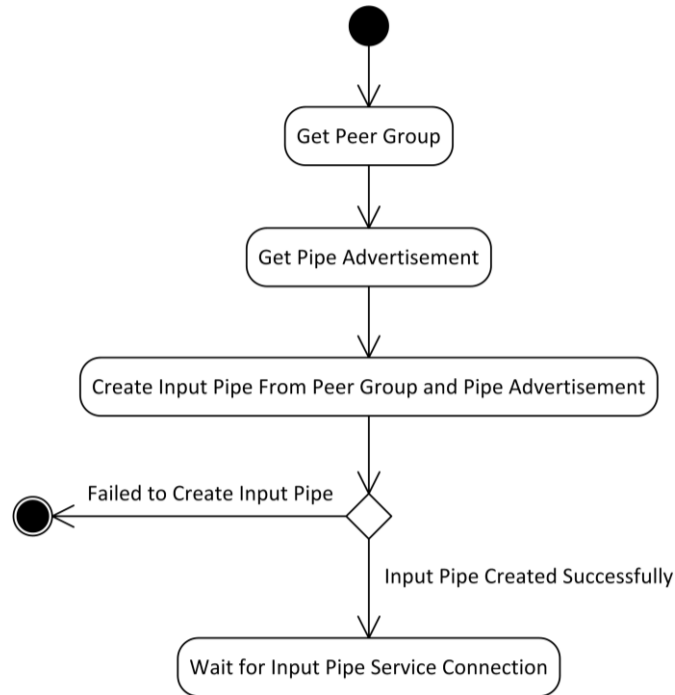 Get Peer Group
Get Pipe Advertisement
Create Input Pipe From Peer Group and Pipe Advertisement
Failed to Create Input Pipe
Input Pipe Created Successfully
Wait for Input Pipe Service Connection